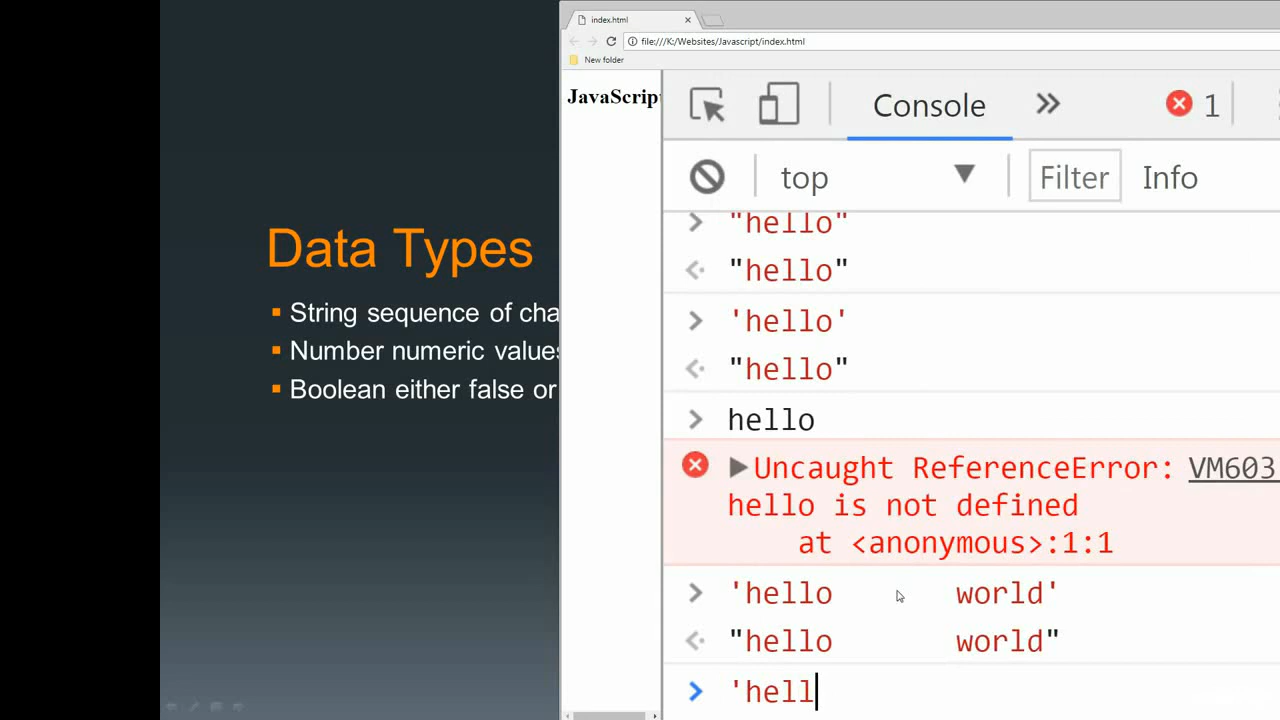 index.html
file:///K:/Websites/Javascript/index.html
New folder
JavaScrip
Console
1
top
Filter
Info
Data Types
String sequence of cha
Number numeric values
Boolean either false or
"hello"
"hello"
'hello'
"hello"
hello
Uncaught ReferenceError: VM603
hello is not defined
at <anonymous>:1:1
'hello       world'
"hello       world"
'hell